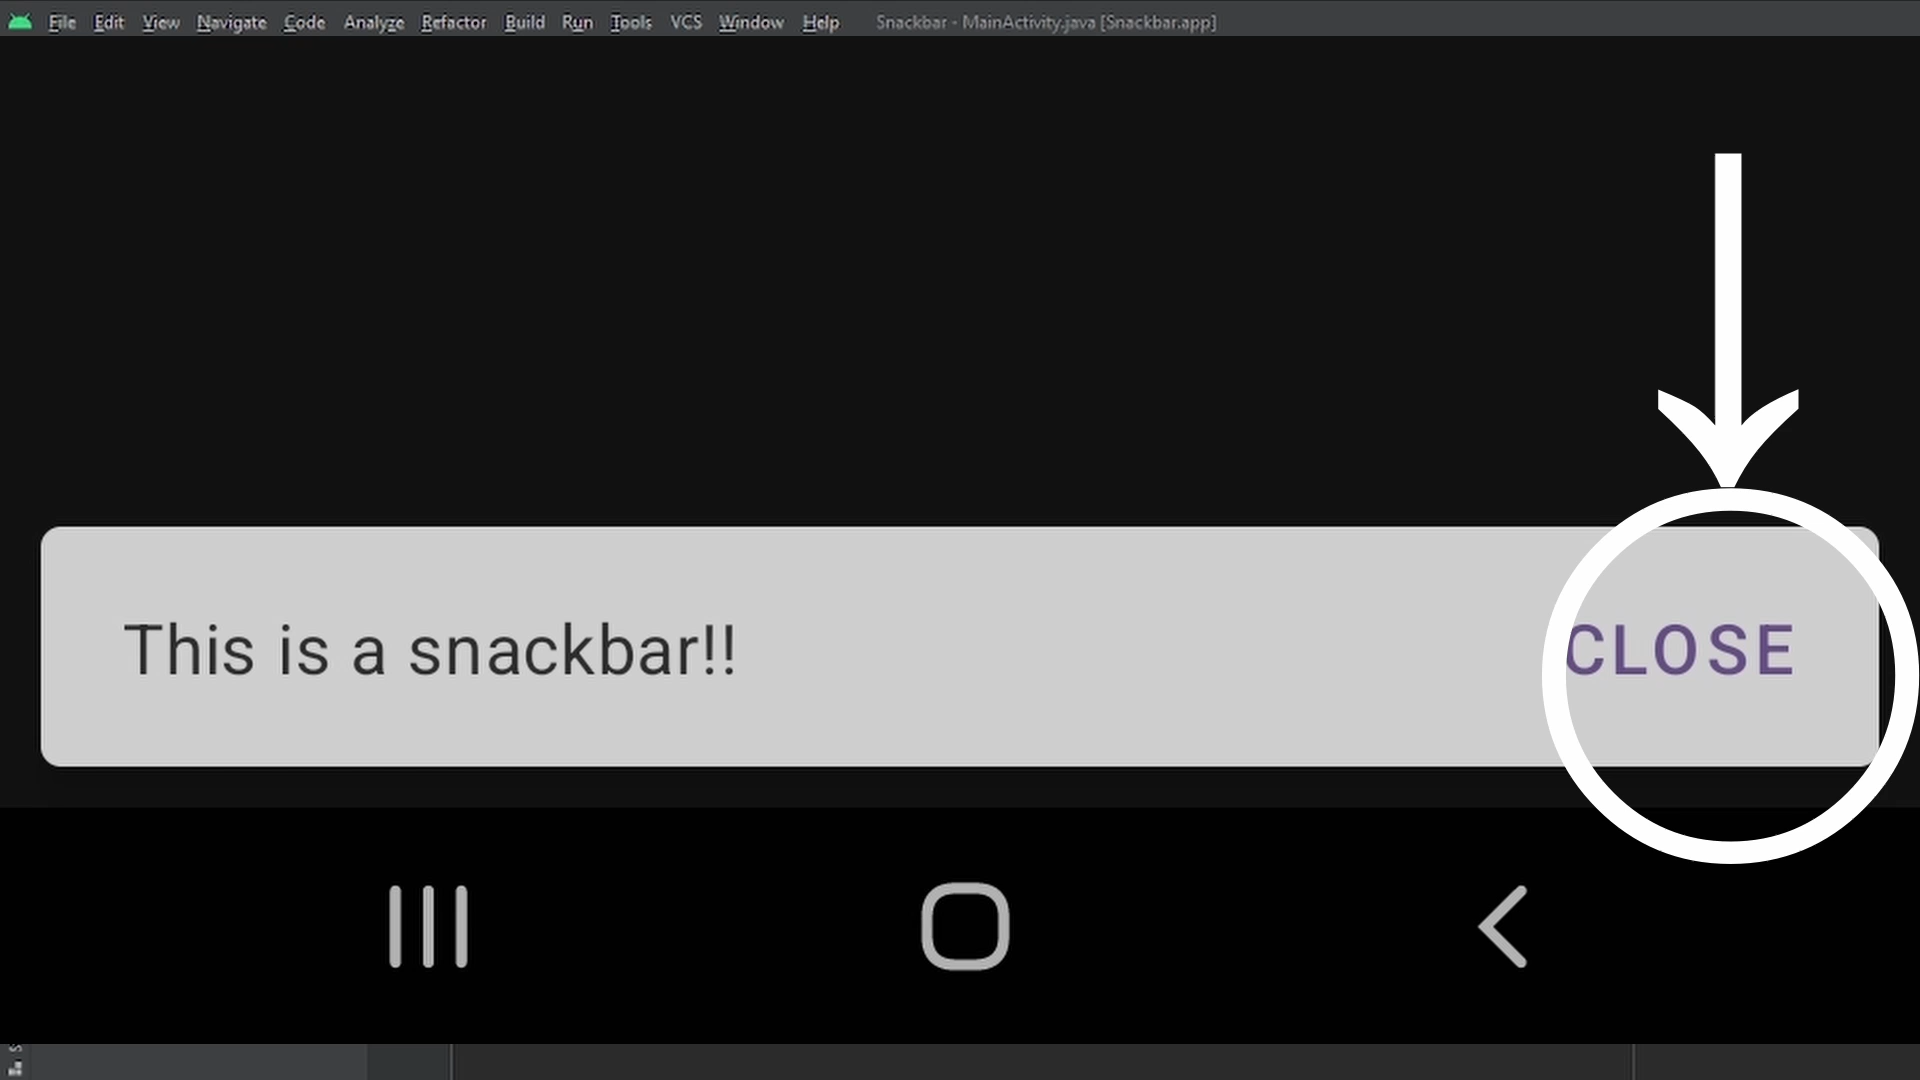 File Edit View Navigate Code Analyze Refactor Build Run Tools VCS Window Help Snackbar - MainActivity.java [Snackbar.app]
This is a snackbar!! CLOSE